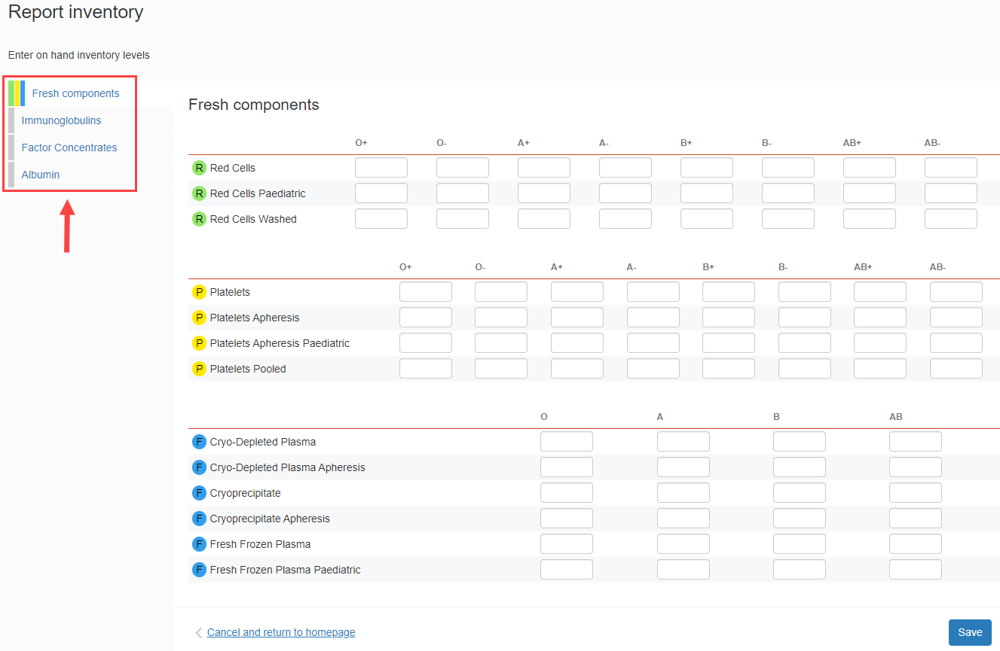 Report inventory
Enter on hand inventory levels
Fresh components
Immunoglobulins
Factor Concentrates
Albumin
Fresh components
O+ O- A+ A- B+ B- AB+ AB-
R Red Cells
R Red Cells Paediatric
R Red Cells Washed
O+ O- A+ A- B+ B- AB+ AB-
P Platelets
P Platelets Apheresis
P Platelets Apheresis Paediatric
P Platelets Pooled
O A B AB
F Cryo-Depleted Plasma
F Cryo-Depleted Plasma Apheresis
F Cryoprecipitate
F Cryoprecipitate Apheresis
F Fresh Frozen Plasma
F Fresh Frozen Plasma Paediatric
Cancel and return to homepage
Save